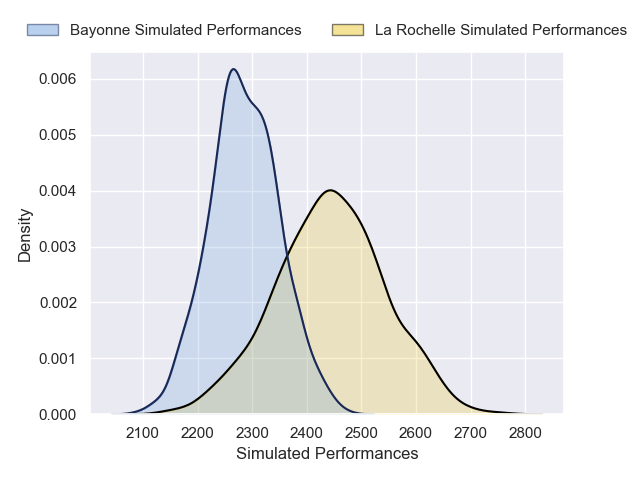 Bayonne Simulated Performances La Rochelle Simulated Performances
0.006
0.005
0.004
0.003
0.002
0.001
0.000
Density
2100 2200 2300 2400 2500 2600 2700 2800
Simulated Performances